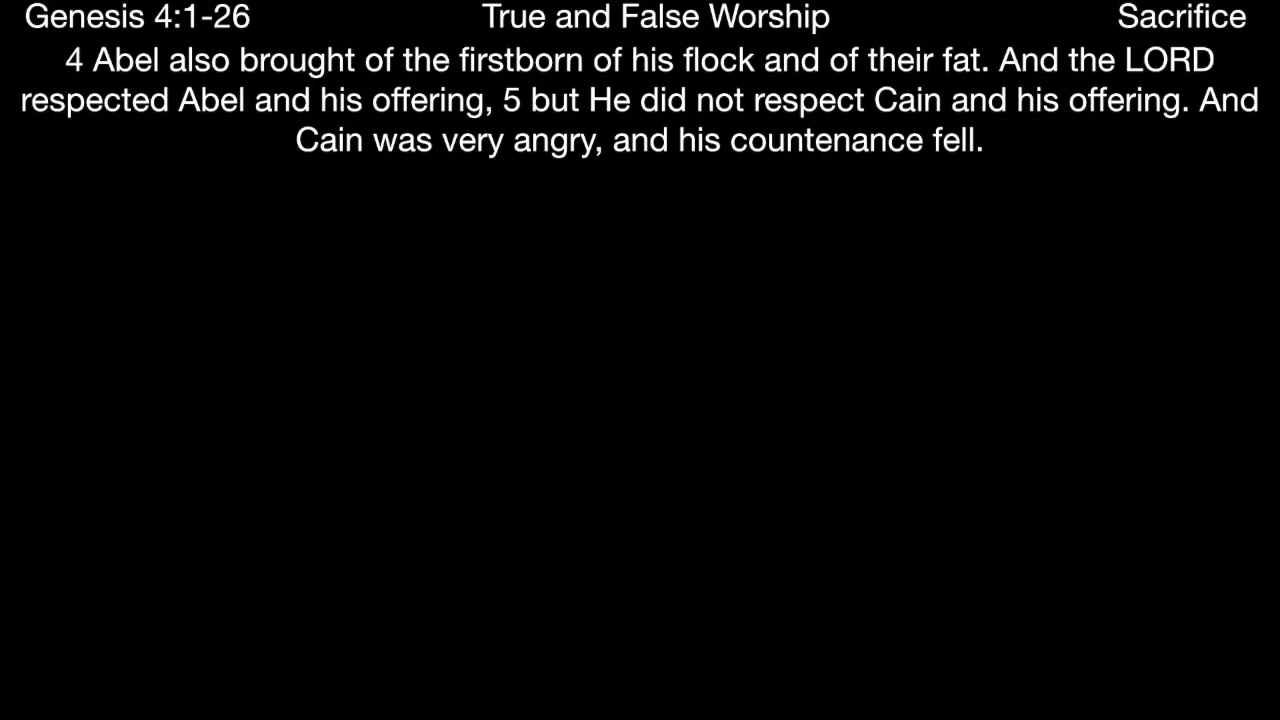 Genesis 4:1-26 True and False Worship Sacrifice
4 Abel also brought of the firstborn of his flock and of their fat. And the LORD
respected Abel and his offering, 5 but He did not respect Cain and his offering. And
Cain was very angry, and his countenance fell.